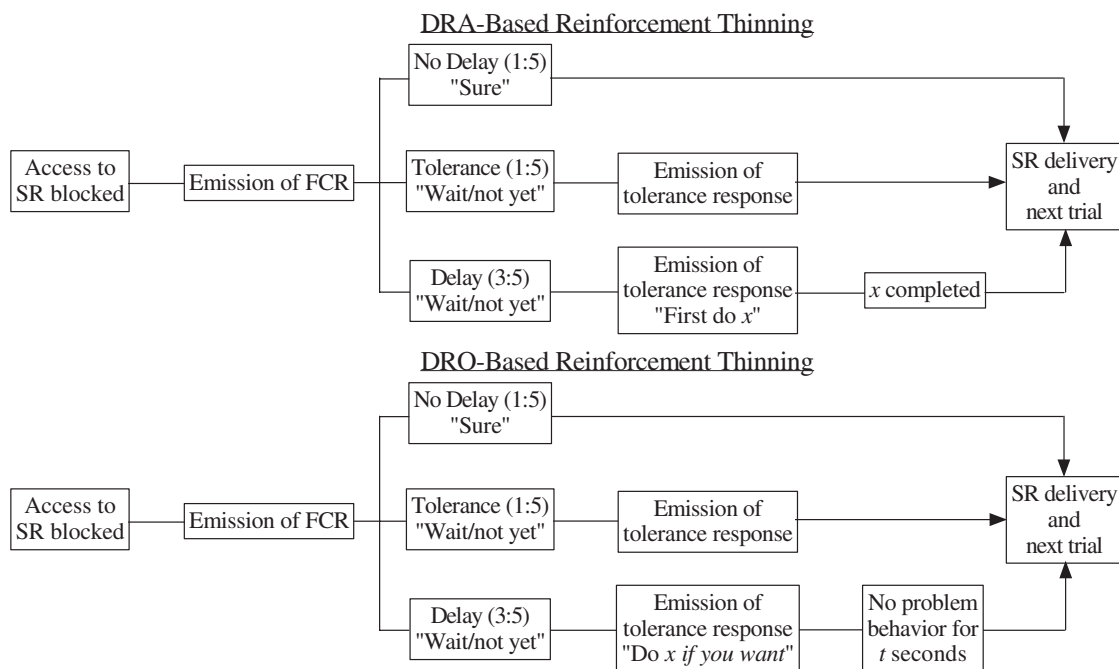 DRA-Based Reinforcement Thinning
No Delay (1:5)
"Sure"
Access to
SR blocked
Emission of FCR
Tolerance (1:5)
"Wait/not yet"
Emission of
tolerance response
SR delivery
and
next trial
Delay (3:5)
"Wait/not yet"
Emission of
tolerance response
"First do x"
x completed
DRO-Based Reinforcement Thinning
No Delay (1:5)
"Sure"
Access to
SR blocked
Emission of FCR
Tolerance (1:5)
"Wait/not yet"
Emission of
tolerance response
SR delivery
and
next trial
Delay (3:5)
"Wait/not yet"
Emission of
tolerance response
"Do x if you want"
No problem
behavior for
t seconds